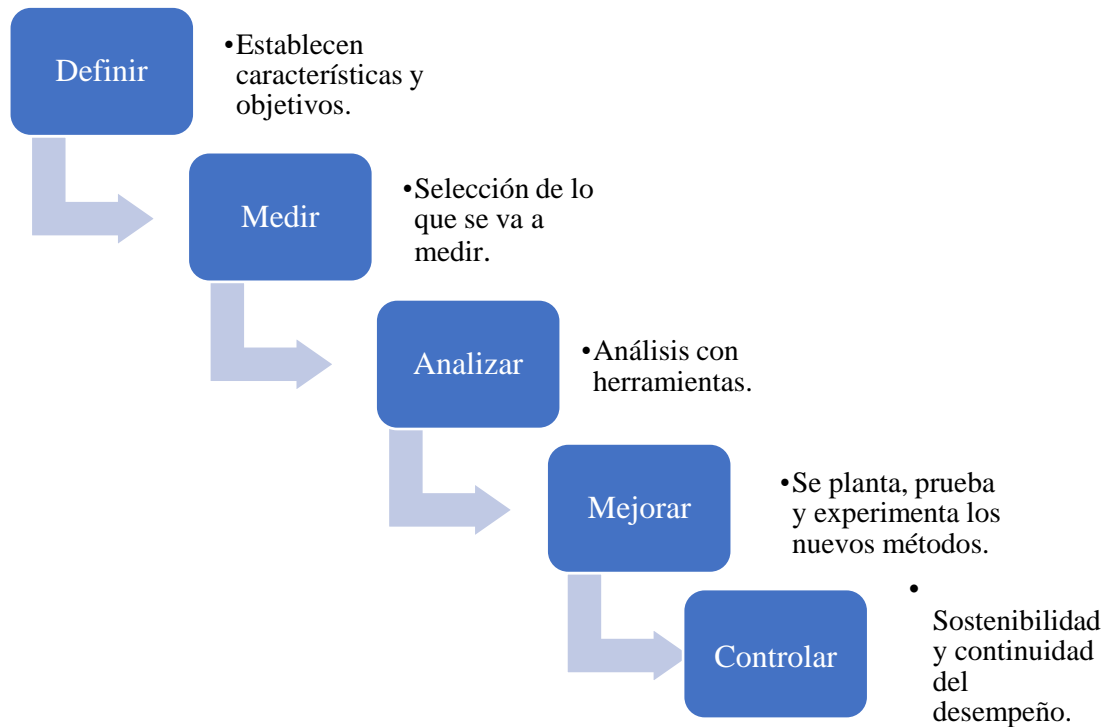 Definir
•Establecen
características y
objetivos.
Medir
•Selección de lo
que se va a
medir.
Analizar
•Análisis con
herramientas.
Mejorar
•Se planta, prueba
y experimenta los
nuevos métodos.
Controlar
•
Sostenibilidad
y continuidad
del
desempeño.